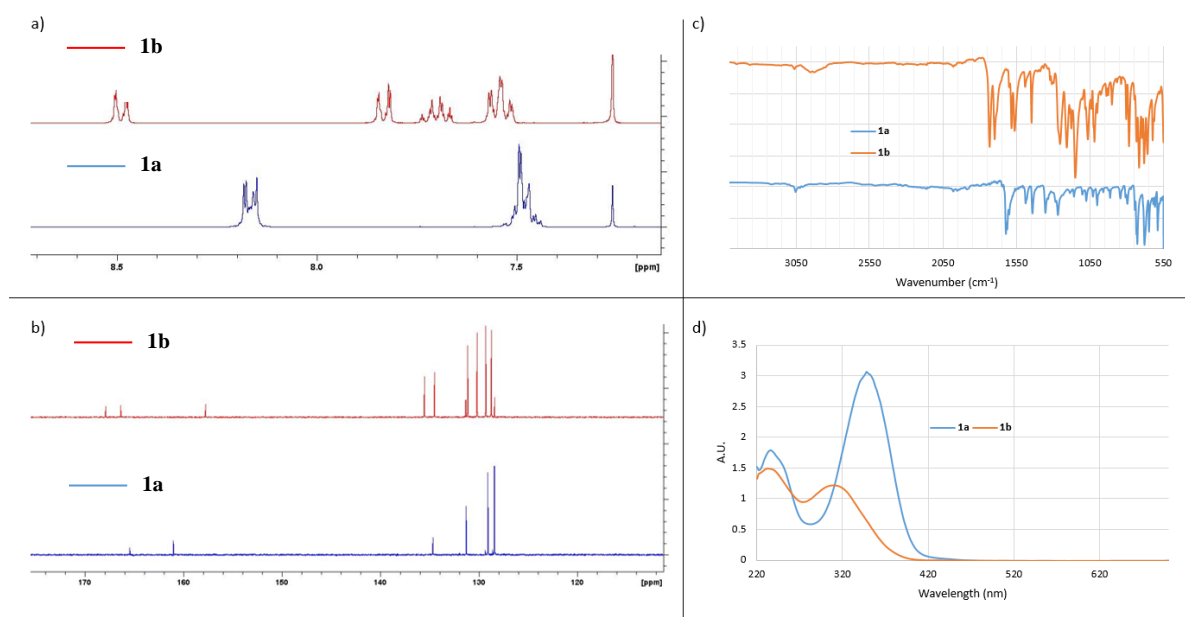 a)
1b
1a
8.5 8.0 7.5 [ppm]
b)
1b
1a
170 160 150 140 130 120 [ppm]
c)
1a
1b
3050 2550 2050 1550 1050 550
Wavenumber (cm-1)
d)
3.5
3
2.5
2
1.5
1
0.5
0
A.U.
1a 1b
220 320 420 520 620
Wavelength (nm)